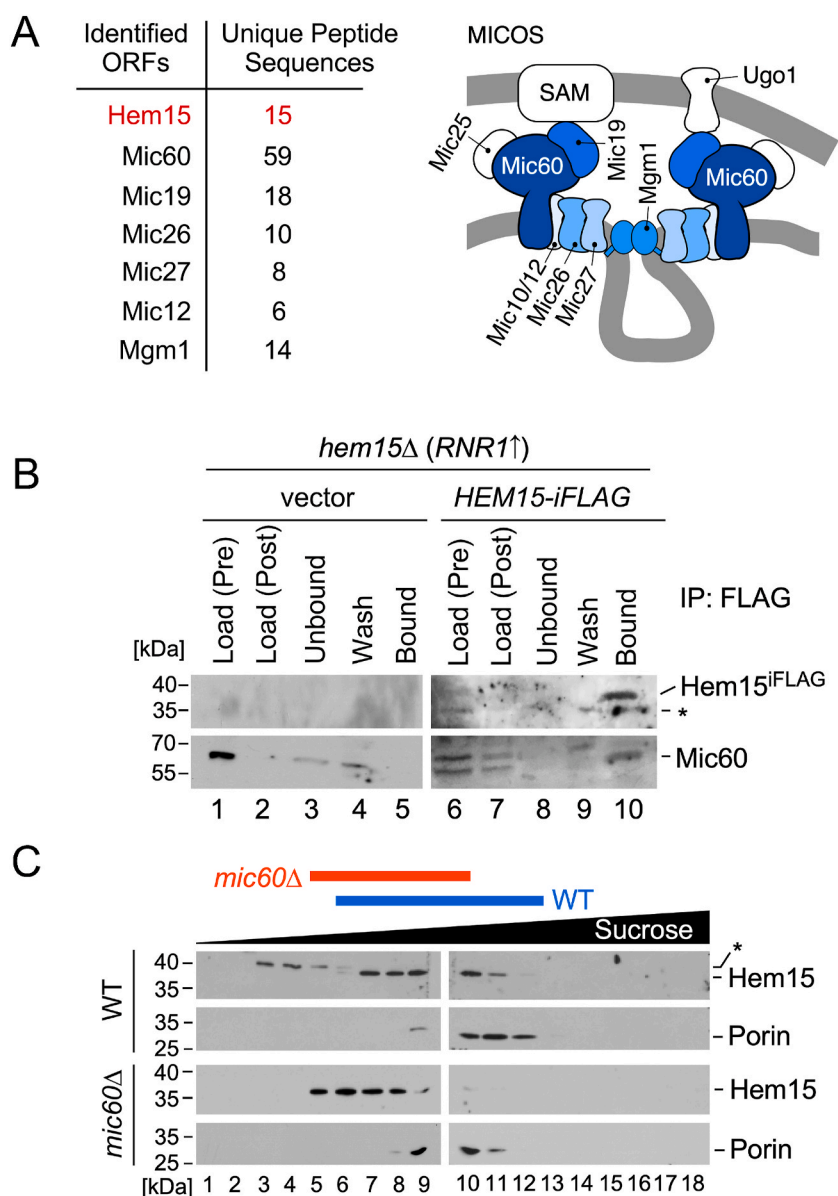 A
Identified ORFs
Unique Peptide Sequences
Hem15 15
Mic60 59
Mic19 18
Mic26 10
Mic27 8
Mic12 6
Mgm1 14
MICOS
SAM
Ugo1
Mic25
Mic60
Mic19
Mgm1
Mic60
Mic10/12
Mic26
Mic27
B
hem15Δ (RNR1↑)
vector
HEM15-iFLAG
Load (Pre)
Load (Post)
Unbound
Wash
Bound
Load (Pre)
Load (Post)
Unbound
Wash
Bound
IP: FLAG
[kDa]
40
35
Hem15iFLAG
*
70
55
Mic60
1 2 3 4 5 6 7 8 9 10
C
mic60Δ
WT
Sucrose
*
WT
40
35
Hem15
35
25
Porin
mic60Δ
40
35
Hem15
35
25
Porin
[kDa] 1 2 3 4 5 6 7 8 9 10 11 12 13 14 15 16 17 18